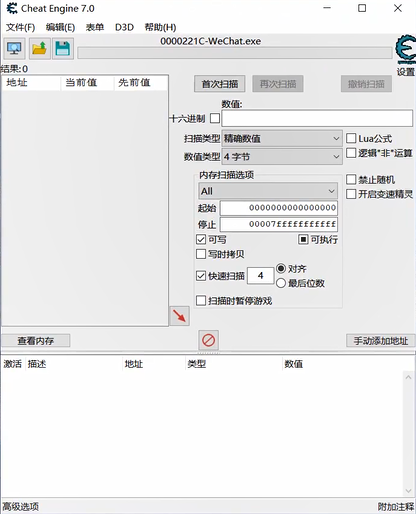 Cheat Engine 7.0
文件(F) 编辑(E) 表单 D3D 帮助(H)
0000221C-WeChat.exe
设置
结果:0
地址 当前值 先前值
首次扫描 再次扫描 撤销扫描
数值:
十六进制
扫描类型 精确数值
Lua公式
数值类型 4 字节
逻辑"非"运算
内存扫描选项
All
禁止随机
开启变速精灵
起始 0000000000000000
停止 00007fffffffffff
可写 可执行
写时拷贝
快速扫描 4 对齐
最后位数
扫描时暂停游戏
查看内存 手动添加地址
激活 描述 地址 类型 数值
高级选项 附加注释